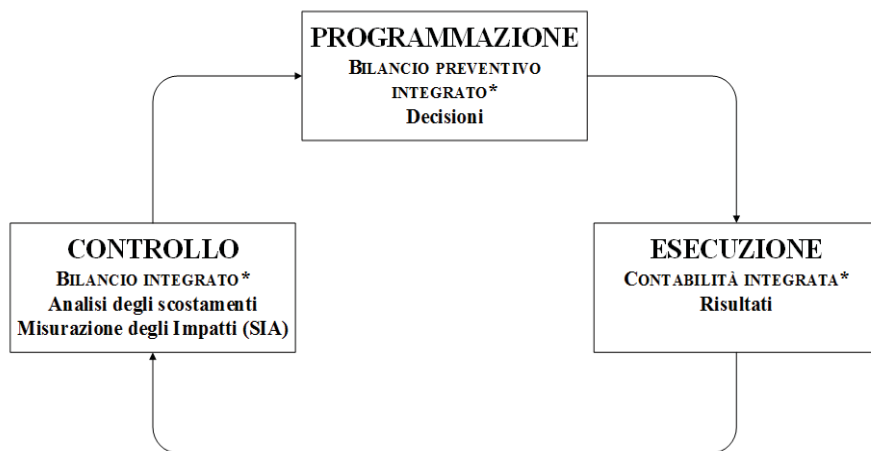 PROGRAMMAZIONE
BILANCIO PREVENTIVO
INTEGRATO*
Decisioni
CONTROLLO
BILANCIO INTEGRATO*
Analisi degli scostamenti
Misurazione degli Impatti (SIA)
ESECUZIONE
CONTABILITÀ INTEGRATA*
Risultati